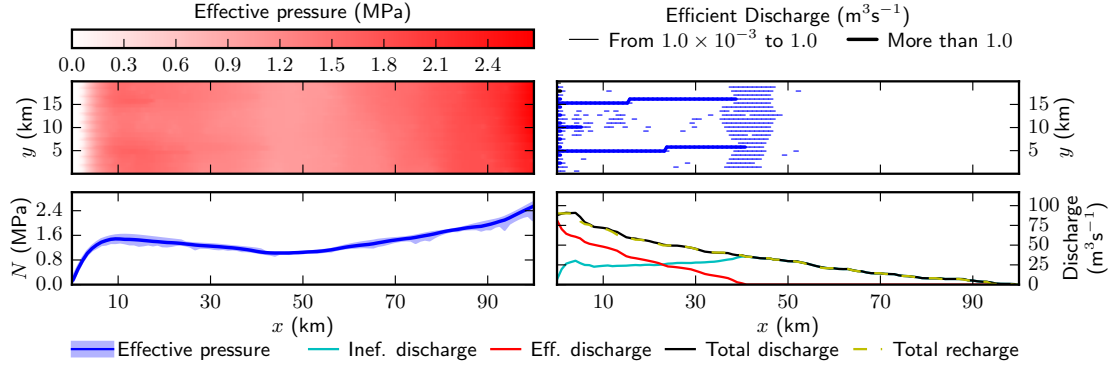 Effective pressure (MPa)
0.0 0.3 0.6 0.9 1.2 1.5 1.8 2.1 2.4
Efficient Discharge (m³s⁻¹)
From 1.0 × 10⁻³ to 1.0 More than 1.0
y (km)
15
10
5
15
10
5
y (km)
N (MPa)
2.4
1.6
0.8
0.0
10 30 50 70 90
x (km)
100
75
50
25
0
Discharge
(m³s⁻¹)
10 30 50 70 90
x (km)
Effective pressure Inef. discharge Eff. discharge Total discharge Total recharge